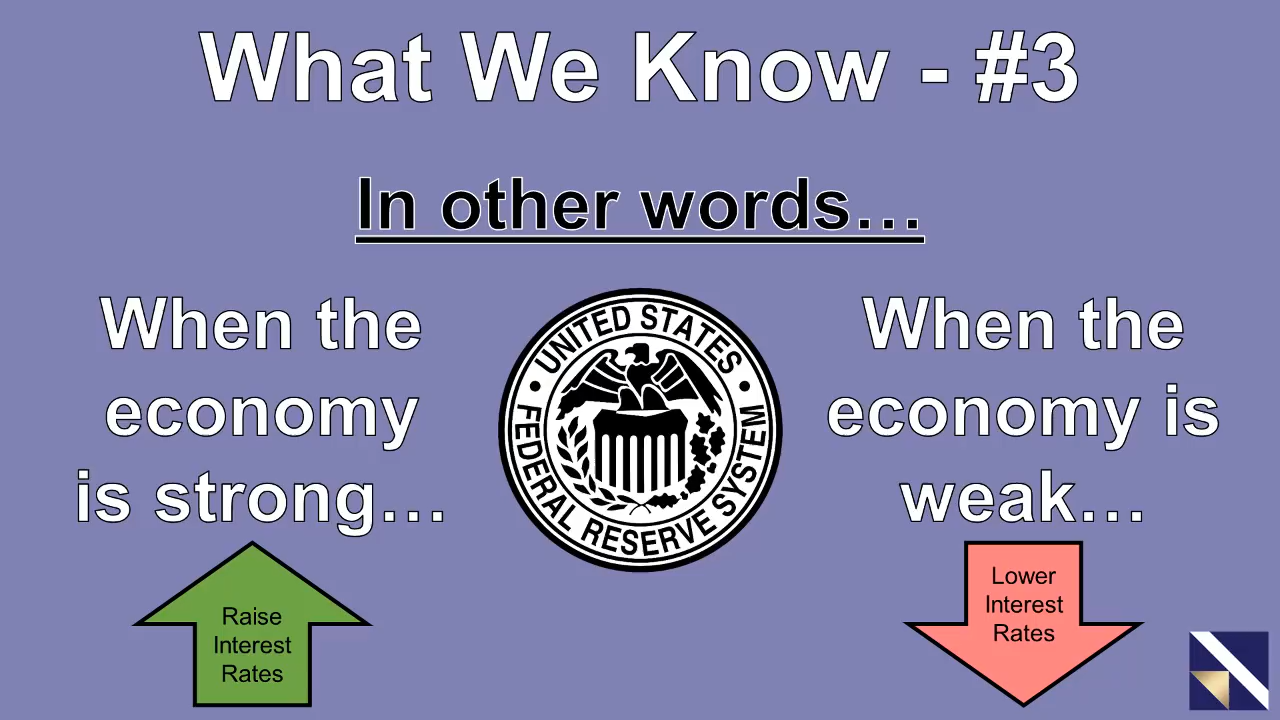 What We Know - #3
In other words…
When the
economy
is strong…
Raise
Interest
Rates
UNITED STATES
FEDERAL RESERVE SYSTEM
When the
economy is
weak…
Lower
Interest
Rates